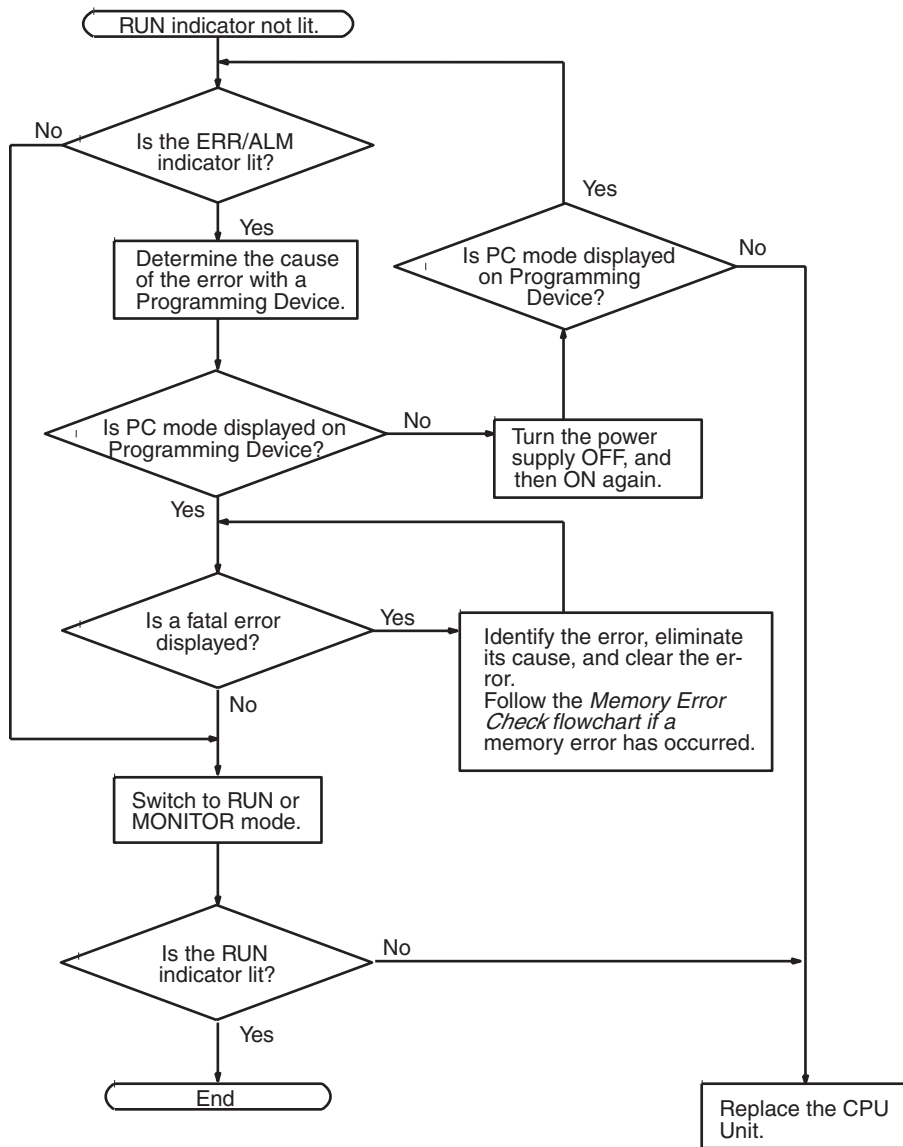 RUN indicator not lit.
No
Is the ERR/ALM
indicator lit?
Yes
Determine the cause
of the error with a
Programming Device.
Yes
Is PC mode displayed
on Programming
Device?
No
Is PC mode displayed on
Programming Device?
No
Turn the power
supply OFF, and
then ON again.
Yes
Is a fatal error
displayed?
Yes
Identify the error, eliminate
its cause, and clear the er-
ror.
Follow the Memory Error
Check flowchart if a
memory error has occurred.
No
Switch to RUN or
MONITOR mode.
Is the RUN
indicator lit?
No
Yes
End
Replace the CPU
Unit.